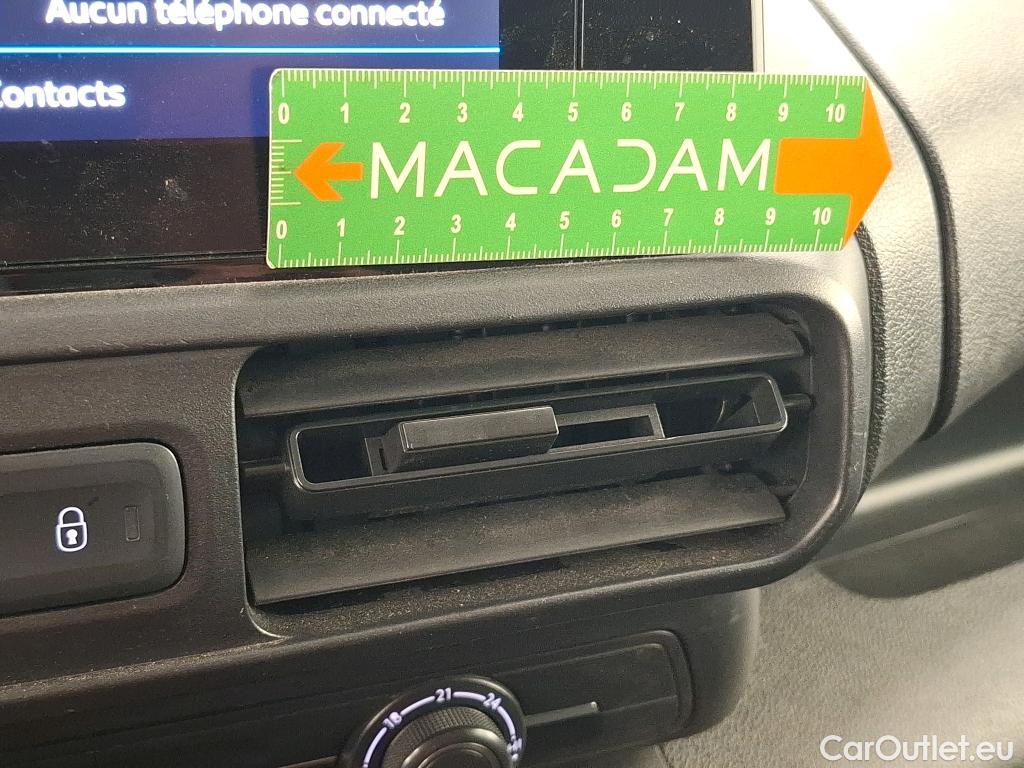 Aucun téléphone connecté
Contacts
0 1 2 3 4 5 6 7 8 9 10
MACADAM
0 1 2 3 4 5 6 7 8 9 10
18 21 24
CarOutlet.eu